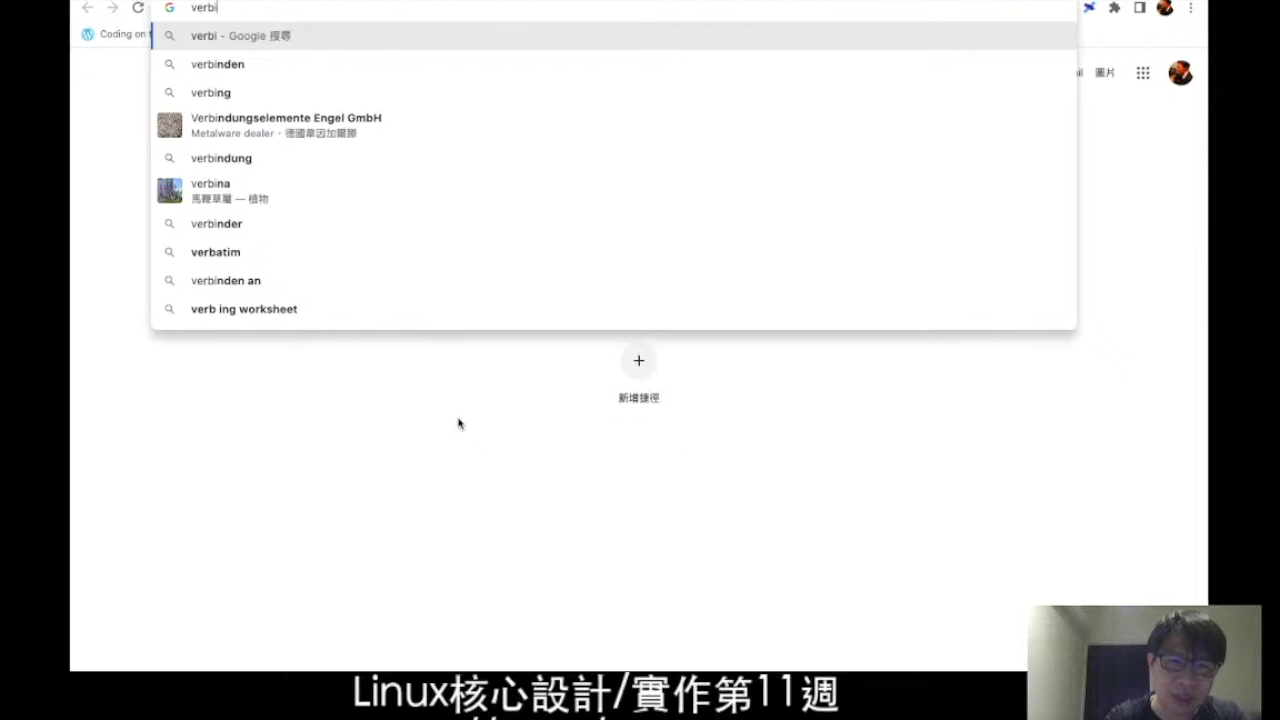 verbi
Coding on
verbi - Google 搜尋
verbinden
verbing
圖片
Verbindungselemente Engel GmbH
Metalware dealer · 德國韋因加爾滕
verbindung
verbina
馬鞭草屬 — 植物
verbinder
verbatim
verbinden an
verb ing worksheet
新增捷徑
Linux核心設計/實作第11週